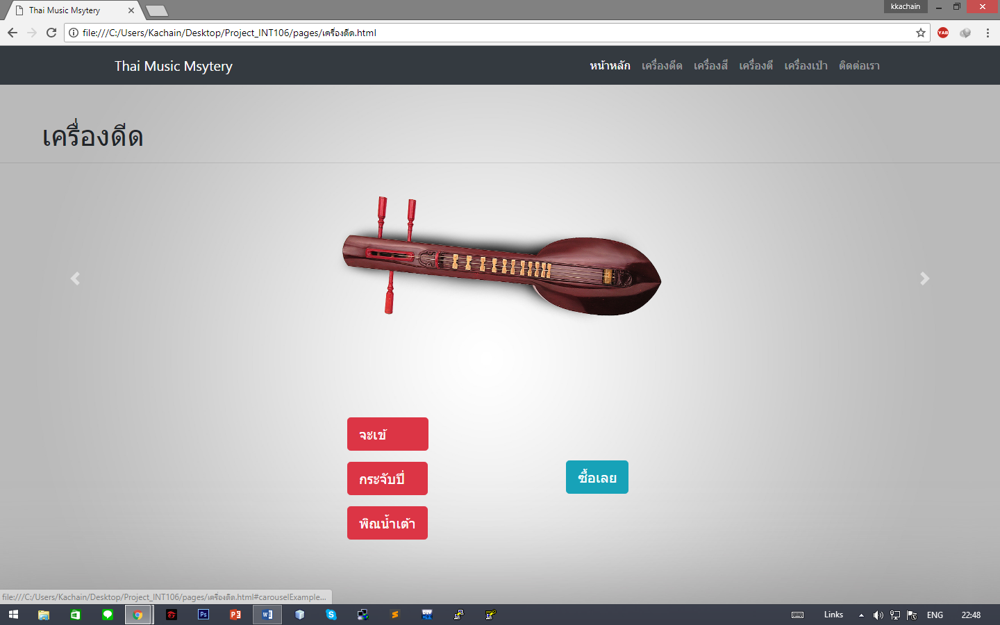 Thai Music Msytery
kkachain
file:///C:/Users/Kachain/Desktop/Project_INT106/pages/เครื่องดีด.html
YAB
Thai Music Msytery
หน้าหลัก เครื่องดีด เครื่องสี เครื่องตี เครื่องเป่า ติดต่อเรา
เครื่องดีด
จะเข้
กระจับปี่
ซื้อเลย
พิณน้ำเต้า
file:///C:/Users/Kachain/Desktop/Project_INT106/pages/เครื่องดีด.html#carouselExample...
Links
ENG
22:48